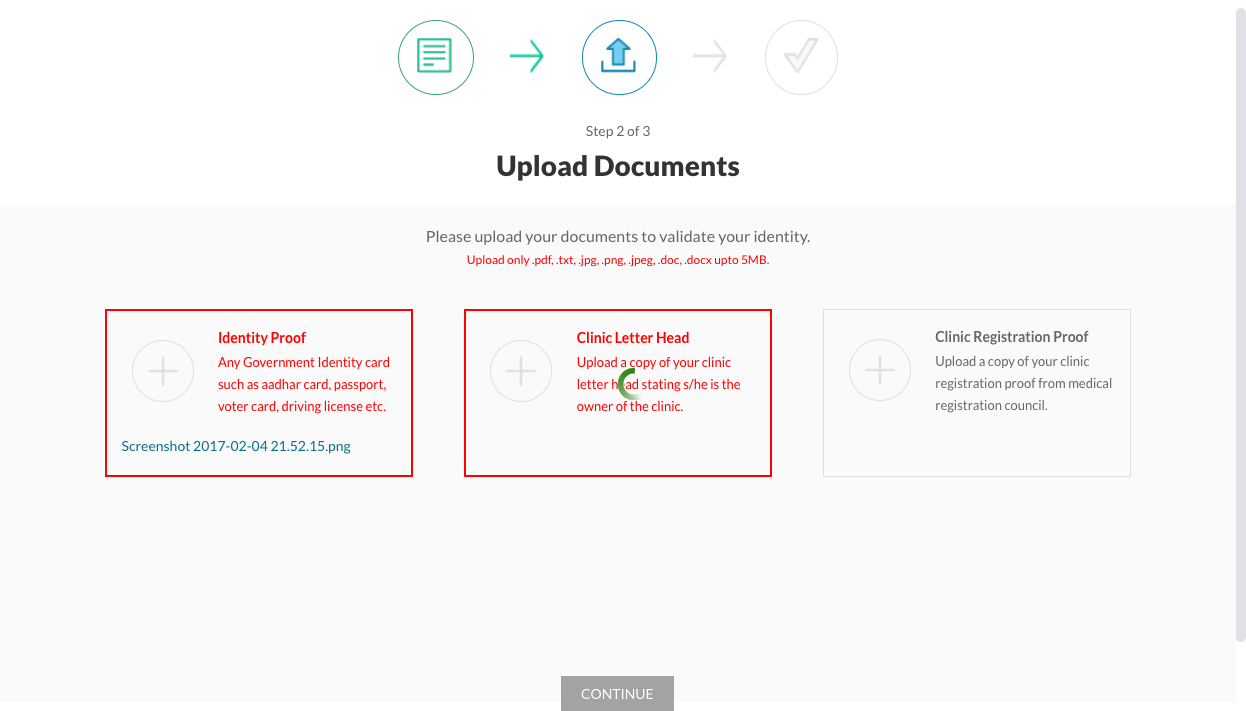 Step 2 of 3
Upload Documents
Please upload your documents to validate your identity.
Upload only .pdf, .txt, .jpg, .png, .jpeg, .doc, .docx upto 5MB.
Identity Proof
Any Government Identity card
such as aadhar card, passport,
voter card, driving license etc.
Screenshot 2017-02-04 21.52.15.png
Clinic Letter Head
Upload a copy of your clinic
letter head stating s/he is the
owner of the clinic.
Clinic Registration Proof
Upload a copy of your clinic
registration proof from medical
registration council.
CONTINUE